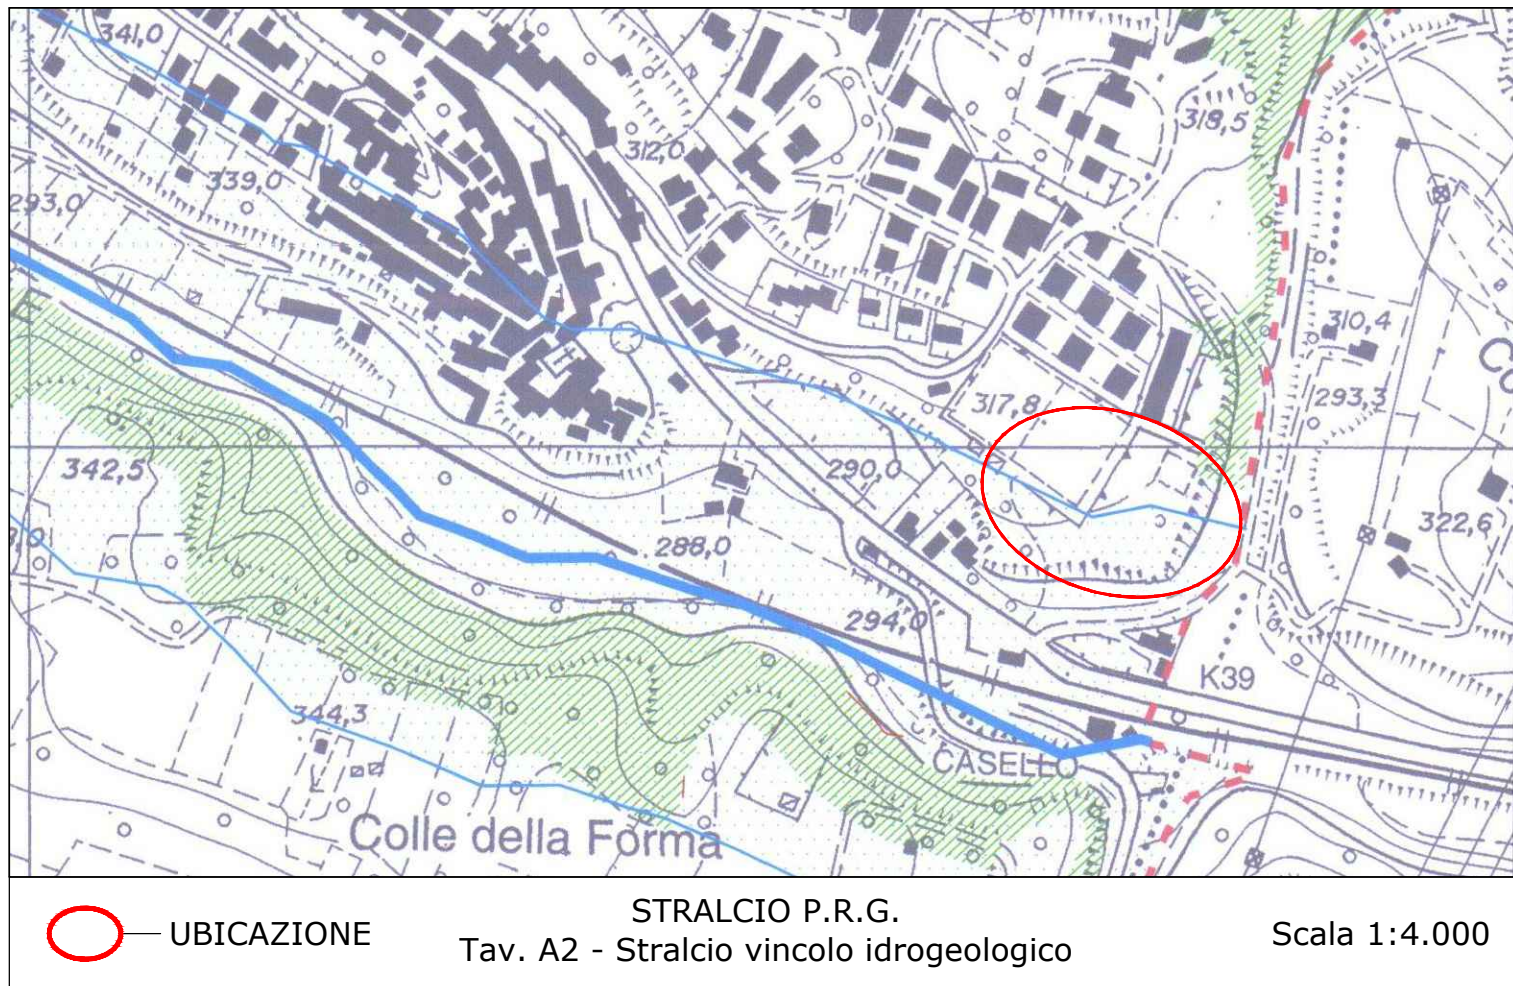 341,0
318,5
312,0
339,0
293,0
310,4
317,8
293,3
290,0
342,5
322,6
288,0
294,0
K39
344,3
CASELLO
Colle della Forma
UBICAZIONE
STRALCIO P.R.G.
Tav. A2 - Stralcio vincolo idrogeologico
Scala 1:4.000